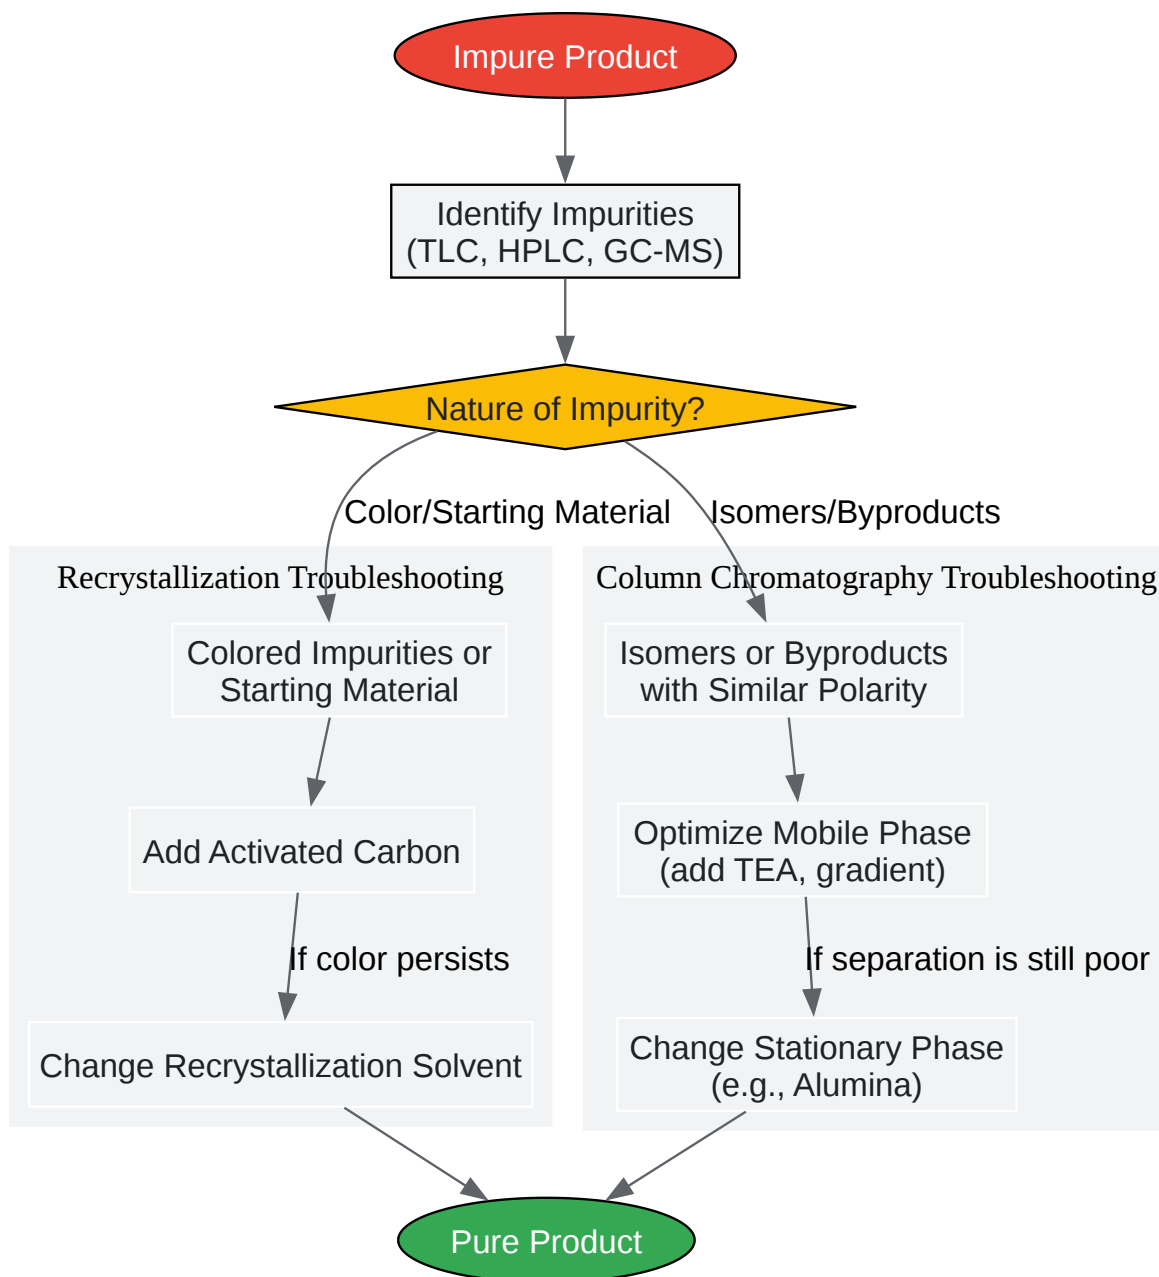 Impure Product
Identify Impurities
(TLC, HPLC, GC-MS)
Nature of Impurity?
Color/Starting Material
Isomers/Byproducts
Recrystallization Troubleshooting
Colored Impurities or
Starting Material
Add Activated Carbon
If color persists
Change Recrystallization Solvent
Column Chromatography Troubleshooting
Isomers or Byproducts
with Similar Polarity
Optimize Mobile Phase
(add TEA, gradient)
If separation is still poor
Change Stationary Phase
(e.g., Alumina)
Pure Product